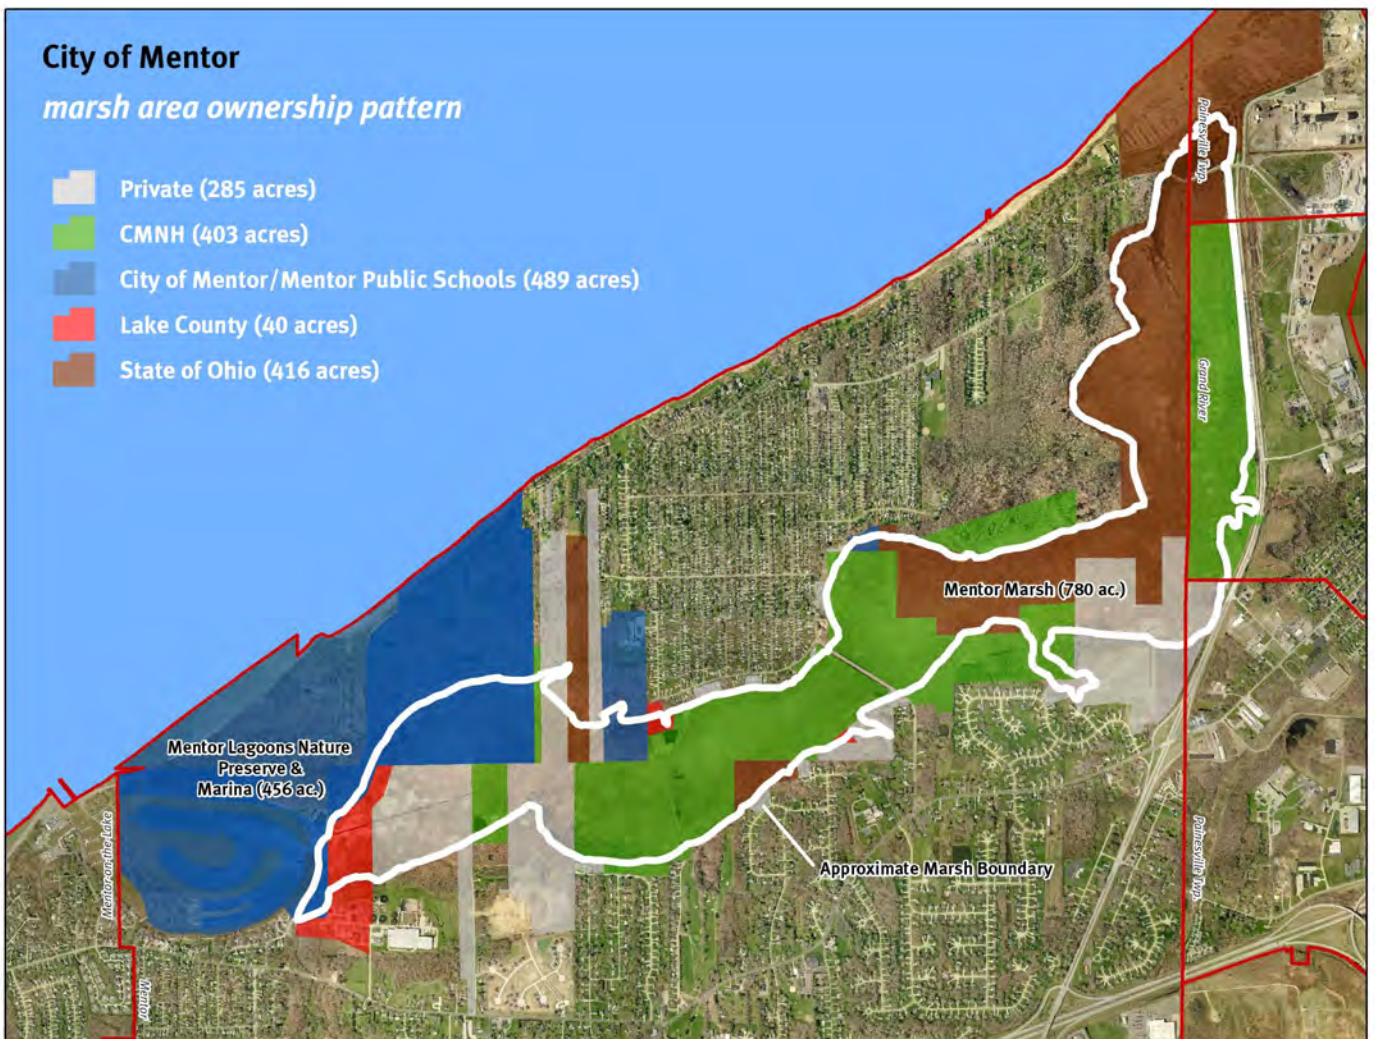 City of Mentor
marsh area ownership pattern
Private (285 acres)
CMNH (403 acres)
City of Mentor/Mentor Public Schools (489 acres)
Lake County (40 acres)
State of Ohio (416 acres)
Painesville Twp.
Grand River
Mentor Marsh (780 ac.)
Mentor Lagoons Nature
Preserve &
Marina (456 ac.)
Mentor-on-the-Lake
Approximate Marsh Boundary
Painesville Twp.
Mentor